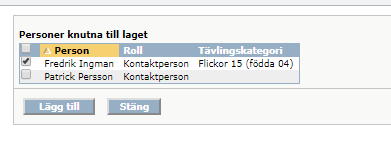 Personer knutna till laget
Person Roll Tävlingskategori
Fredrik Ingman Kontaktperson Flickor 15 (födda 04)
Patrick Persson Kontaktperson
Lägg till Stäng